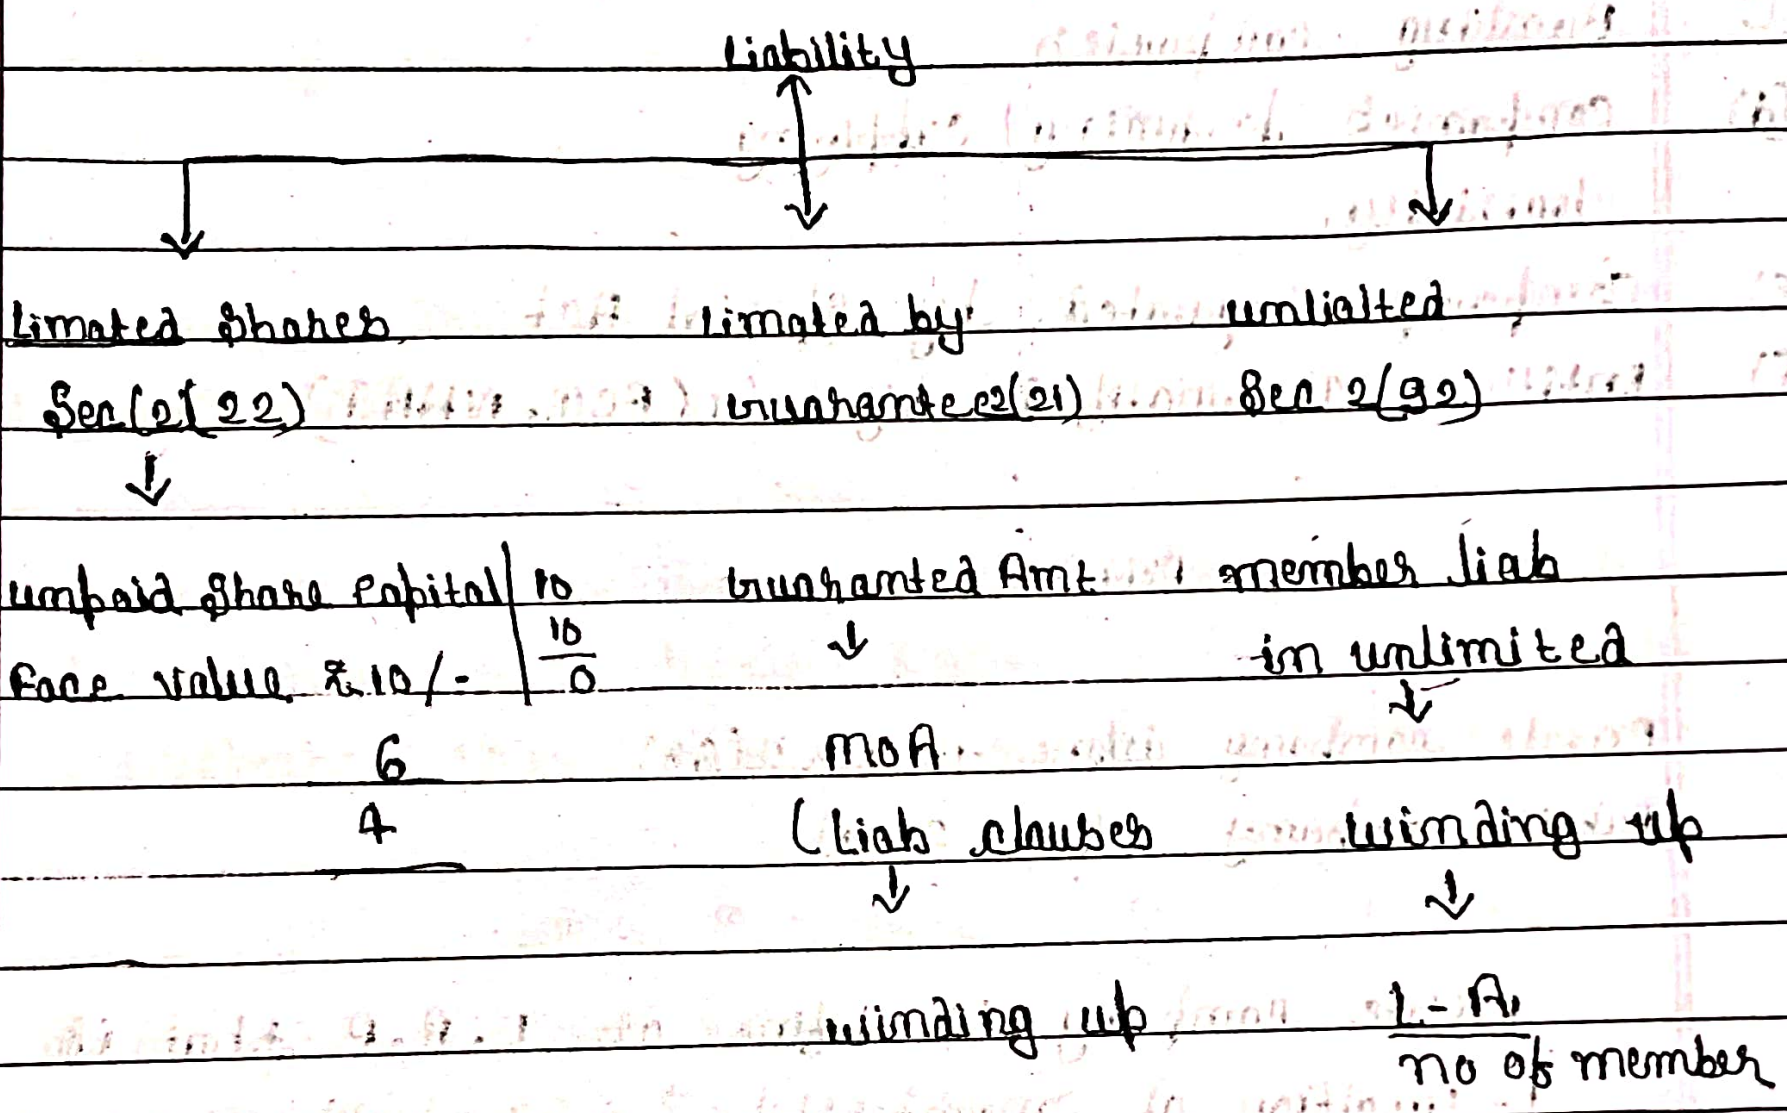 Liability
Limated Shares Limated by unlialted
Sec (2(22) Guarantee 2(21) Sec 2(92)
unpaid share capital 10 Guaranted Amt member liab
10
Face value ₹ 10/- 0 in unlimited
6 MOA
4 (Liab clauses winding up
winding up L - A
no of member